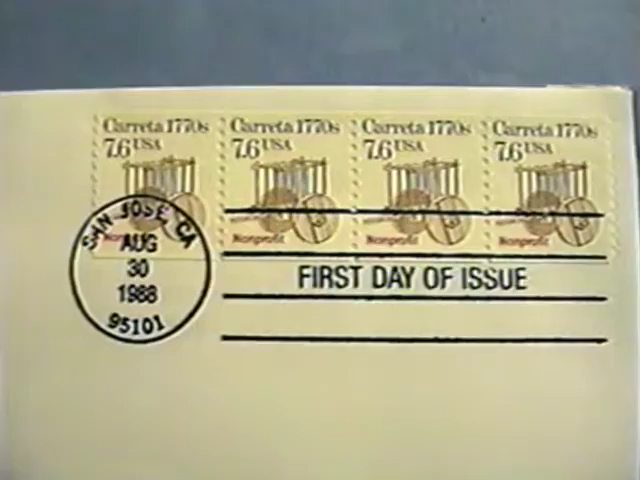 Carreta 1770s Carreta 1770s Carreta 1770s Carreta 1770s
7.6 USA 7.6 USA 7.6 USA 7.6 USA
Nonprofit Nonprofit Nonprofit Nonprofit
SAN JOSE, CA
AUG
30
1988
95101
FIRST DAY OF ISSUE